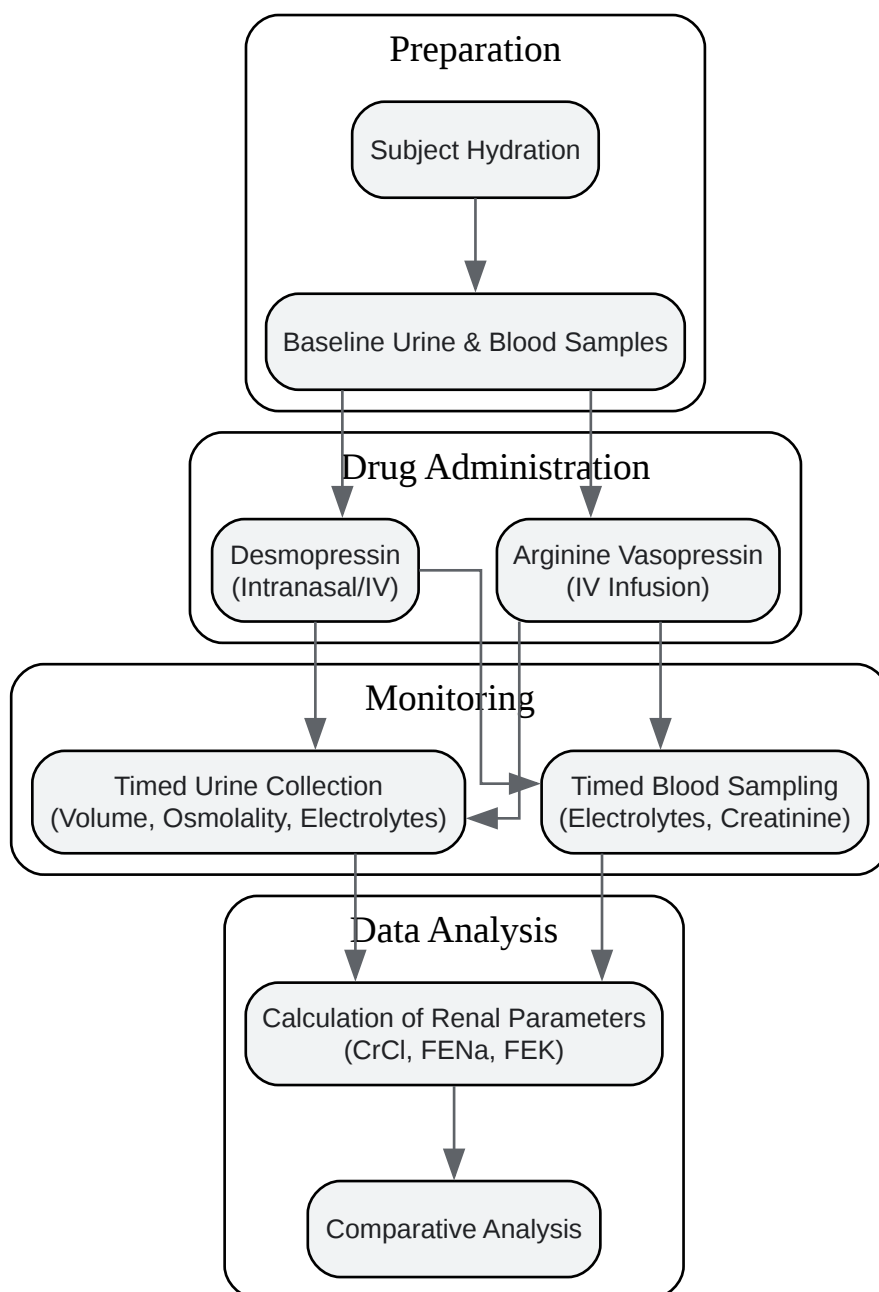 Preparation
Subject Hydration
Baseline Urine & Blood Samples
Drug Administration
Desmopressin
(Intranasal/IV)
Arginine Vasopressin
(IV Infusion)
Monitoring
Timed Urine Collection
(Volume, Osmolality, Electrolytes)
Timed Blood Sampling
(Electrolytes, Creatinine)
Data Analysis
Calculation of Renal Parameters
(CrCl, FENa, FEK)
Comparative Analysis